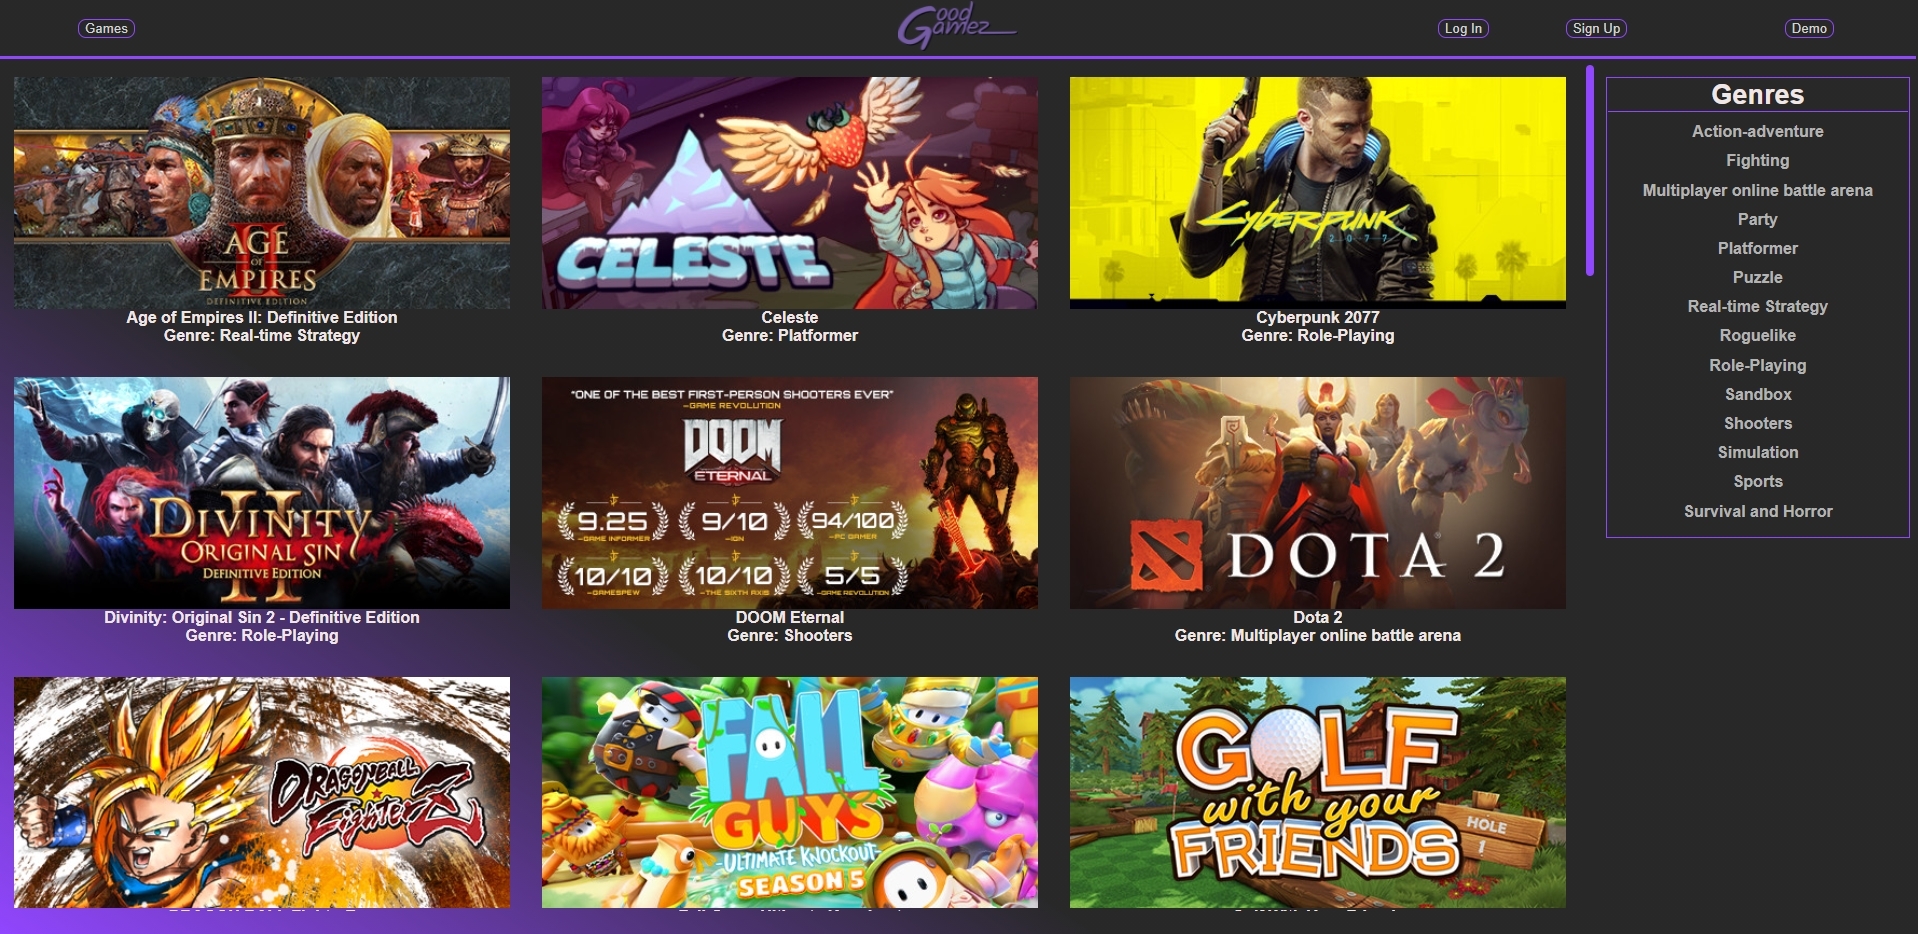 Games
Good Gamez
Log In
Sign Up
Demo
AGE
OF
EMPIRES
II
DEFINITIVE EDITION
Age of Empires II: Definitive Edition
Genre: Real-time Strategy
CELESTE
Celeste
Genre: Platformer
Cyberpunk
2077
Cyberpunk 2077
Genre: Role-Playing
Genres
Action-adventure
Fighting
Multiplayer online battle arena
Party
Platformer
Puzzle
Real-time Strategy
Roguelike
Role-Playing
Sandbox
Shooters
Simulation
Sports
Survival and Horror
DIVINITY
II
ORIGINAL SIN
DEFINITIVE EDITION
Divinity: Original Sin 2 - Definitive Edition
Genre: Role-Playing
"ONE OF THE BEST FIRST-PERSON SHOOTERS EVER"
-GAME REVOLUTION
DOOM
ETERNAL
9.25
-GAME INFORMER
9/10
-IGN
94/100
-PC GAMER
10/10
-GAMESPEW
10/10
-THE SIXTH AXIS
5/5
-GAME REVOLUTION
DOOM Eternal
Genre: Shooters
DOTA 2
Dota 2
Genre: Multiplayer online battle arena
DRAGONBALL
FighterZ
FALL
GUYS
-ULTIMATE KNOCKOUT-
SEASON 5
GOLF
with your
FRIENDS
HOLE
1